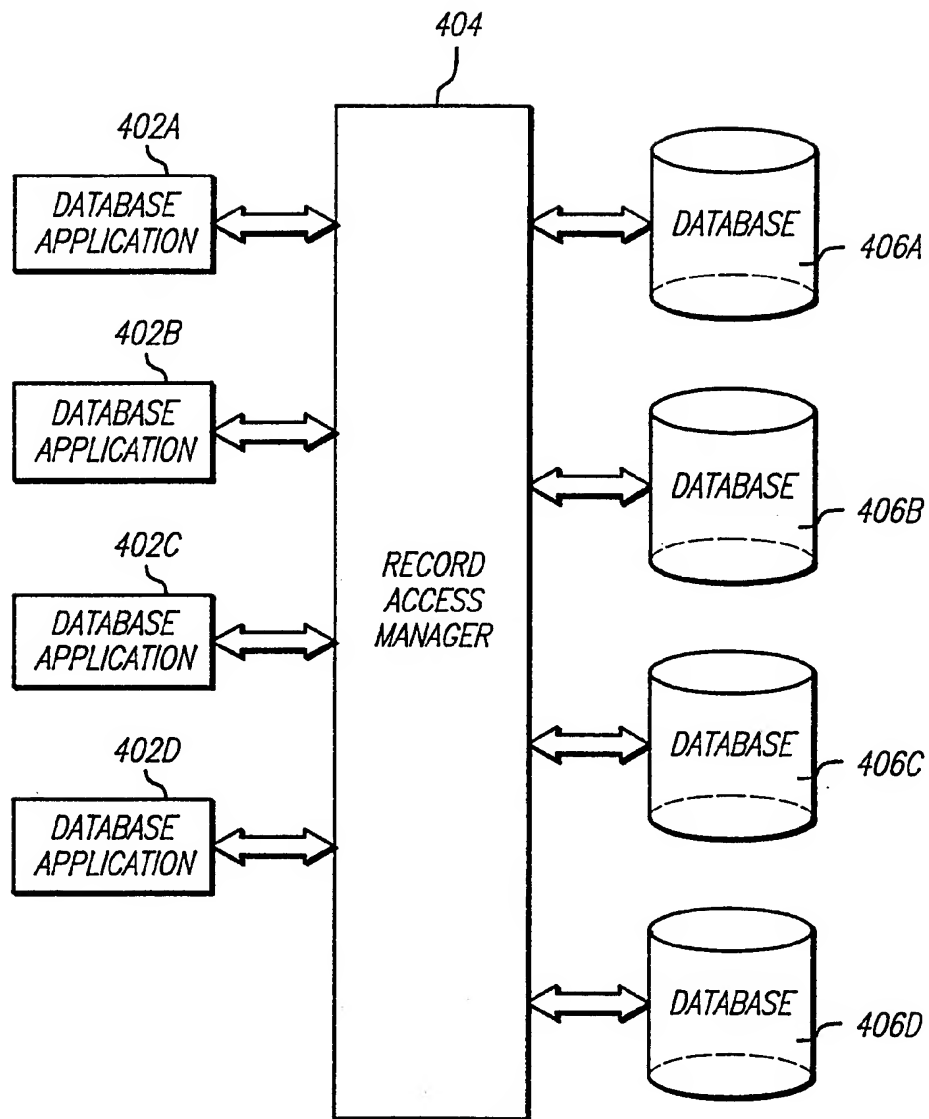 404
402A
DATABASE
APPLICATION
402B
DATABASE
APPLICATION
402C
DATABASE
APPLICATION
402D
DATABASE
APPLICATION
RECORD
ACCESS
MANAGER
DATABASE
406A
DATABASE
406B
DATABASE
406C
DATABASE
406D